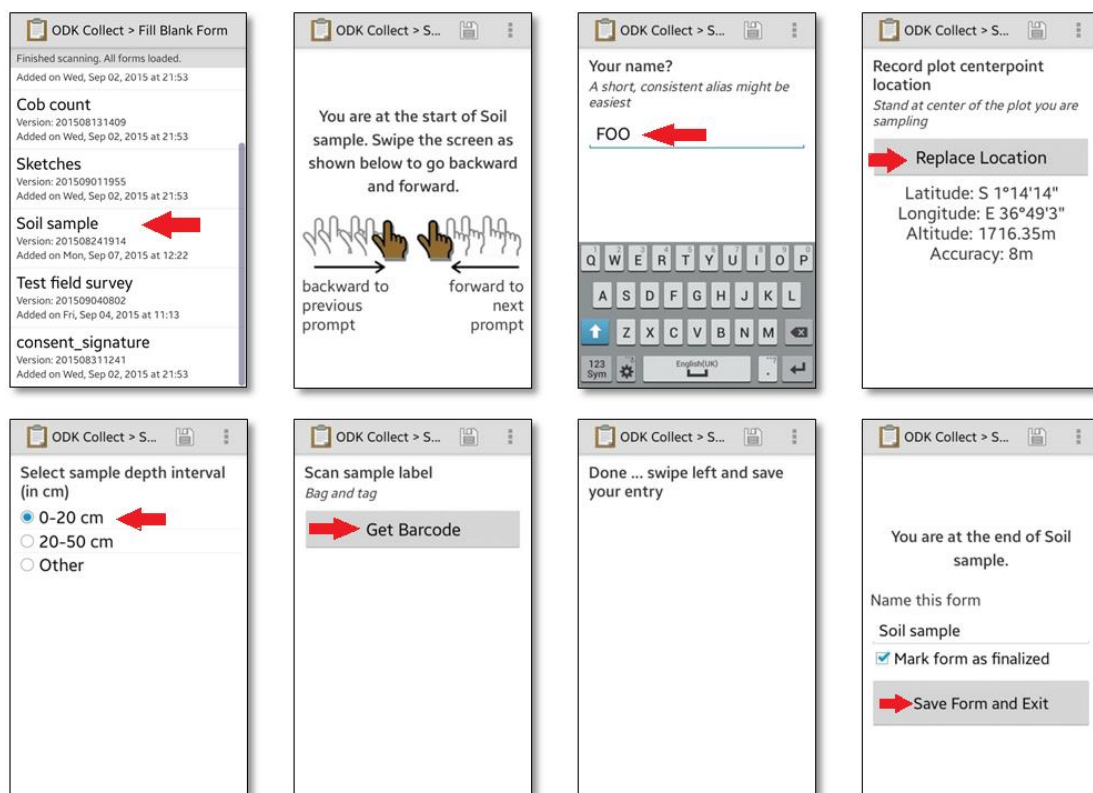 ODK Collect > Fill Blank Form
Finished scanning. All forms loaded.
Added on Wed, Sep 02, 2015 at 21:53
Cob count
Version: 201508131409
Added on Wed, Sep 02, 2015 at 21:53
Sketches
Version: 201509011955
Added on Wed, Sep 02, 2015 at 21:53
Soil sample
Version: 201508241914
Added on Mon, Sep 07, 2015 at 12:22
Test field survey
Version: 201509040802
Added on Fri, Sep 04, 2015 at 11:13
consent_signature
Version: 201508311241
Added on Wed, Sep 02, 2015 at 21:53
ODK Collect > S...
You are at the start of Soil
sample. Swipe the screen as
shown below to go backward
and forward.
backward to
previous
prompt
forward to
next
prompt
ODK Collect > S...
Your name?
A short, consistent alias might be
easiest
FOO
1 2 3 4 5 6 7 8 9 0
Q W E R T Y U I O P
A S D F G H J K L
Z X C V B N M
123
Sym
English(UK)
.
ODK Collect > S...
Record plot centerpoint
location
Stand at center of the plot you are
sampling
Replace Location
Latitude: S 1°14'14"
Longitude: E 36°49'3"
Altitude: 1716.35m
Accuracy: 8m
ODK Collect > S...
Select sample depth interval
(in cm)
0-20 cm
20-50 cm
Other
ODK Collect > S...
Scan sample label
Bag and tag
Get Barcode
ODK Collect > S...
Done ... swipe left and save
your entry
ODK Collect > S...
You are at the end of Soil
sample.
Name this form
Soil sample
Mark form as finalized
Save Form and Exit